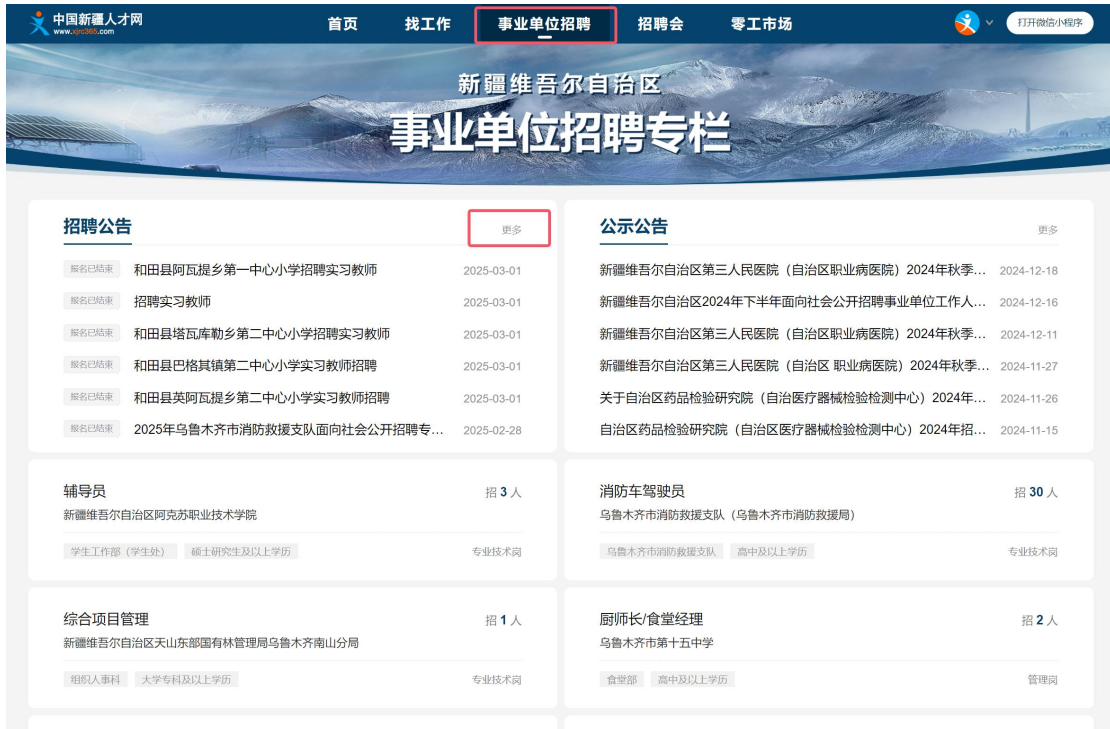 中国新疆人才网
www.xjrc365.com
首页 找工作 事业单位招聘 招聘会 零工市场 打开微信小程序
新疆维吾尔自治区
事业单位招聘专栏
招聘公告 更多
报名已结束 和田县阿瓦提乡第一中心小学招聘实习教师 2025-03-01
报名已结束 招聘实习教师 2025-03-01
报名已结束 和田县塔瓦库勒乡第二中心小学招聘实习教师 2025-03-01
报名已结束 和田县巴格其镇第二中心小学实习教师招聘 2025-03-01
报名已结束 和田县英阿瓦提乡第二中心小学实习教师招聘 2025-03-01
报名已结束 2025年乌鲁木齐市消防救援支队面向社会公开招聘专... 2025-02-28
公示公告 更多
新疆维吾尔自治区第三人民医院（自治区职业病医院）2024年秋季... 2024-12-18
新疆维吾尔自治区2024年下半年面向社会公开招聘事业单位工作人... 2024-12-16
新疆维吾尔自治区第三人民医院（自治区职业病医院）2024年秋季... 2024-12-11
新疆维吾尔自治区第三人民医院（自治区 职业病医院）2024年秋季... 2024-11-27
关于自治区药品检验研究院（自治区医疗器械检验检测中心）2024年... 2024-11-26
自治区药品检验研究院（自治区医疗器械检验检测中心）2024年招... 2024-11-15
辅导员 招 3 人
新疆维吾尔自治区阿克苏职业技术学院
学生工作部（学生处） 硕士研究生及以上学历 专业技术岗
消防车驾驶员 招 30 人
乌鲁木齐市消防救援支队（乌鲁木齐市消防救援局）
乌鲁木齐市消防救援支队 高中及以上学历 专业技术岗
综合项目管理 招 1 人
新疆维吾尔自治区天山东部国有林管理局乌鲁木齐南山分局
组织人事科 大学专科及以上学历 专业技术岗
厨师长/食堂经理 招 2 人
乌鲁木齐市第十五中学
食堂部 高中及以上学历 管理岗